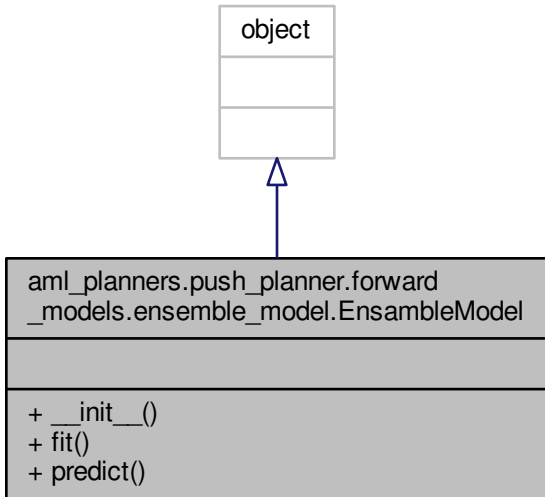 object
aml_planners.push_planner.forward
_models.ensemble_model.EnsambleModel
+ __init__()
+ fit()
+ predict()